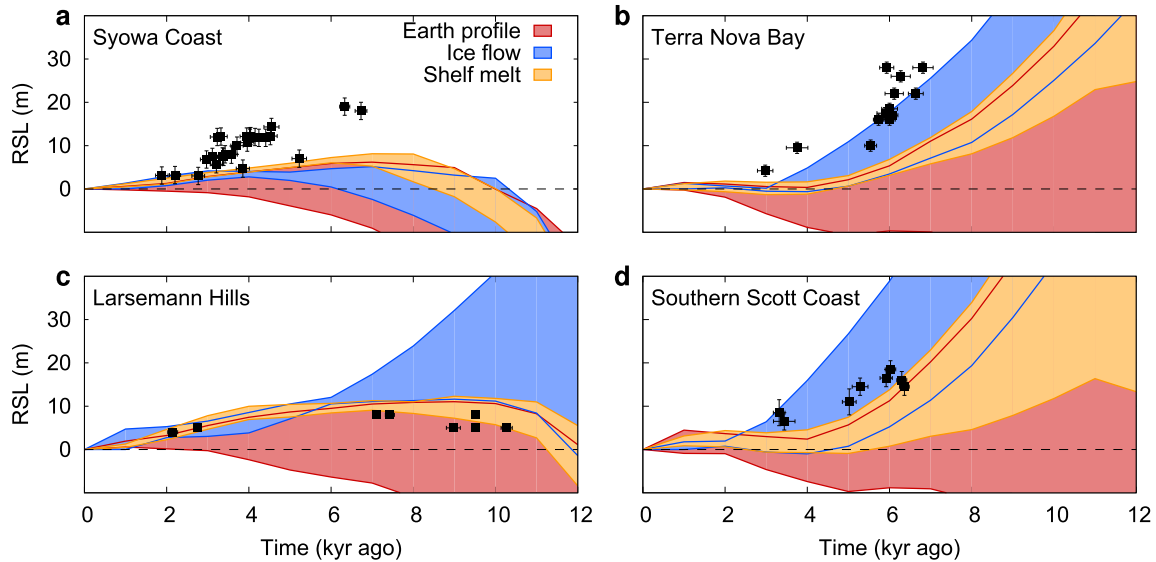 a
Syowa Coast
Earth profile
Ice flow
Shelf melt
RSL (m)
30
20
10
0
b
Terra Nova Bay
c
Larsemann Hills
RSL (m)
30
20
10
0
0 2 4 6 8 10 12
Time (kyr ago)
d
Southern Scott Coast
0 2 4 6 8 10 12
Time (kyr ago)